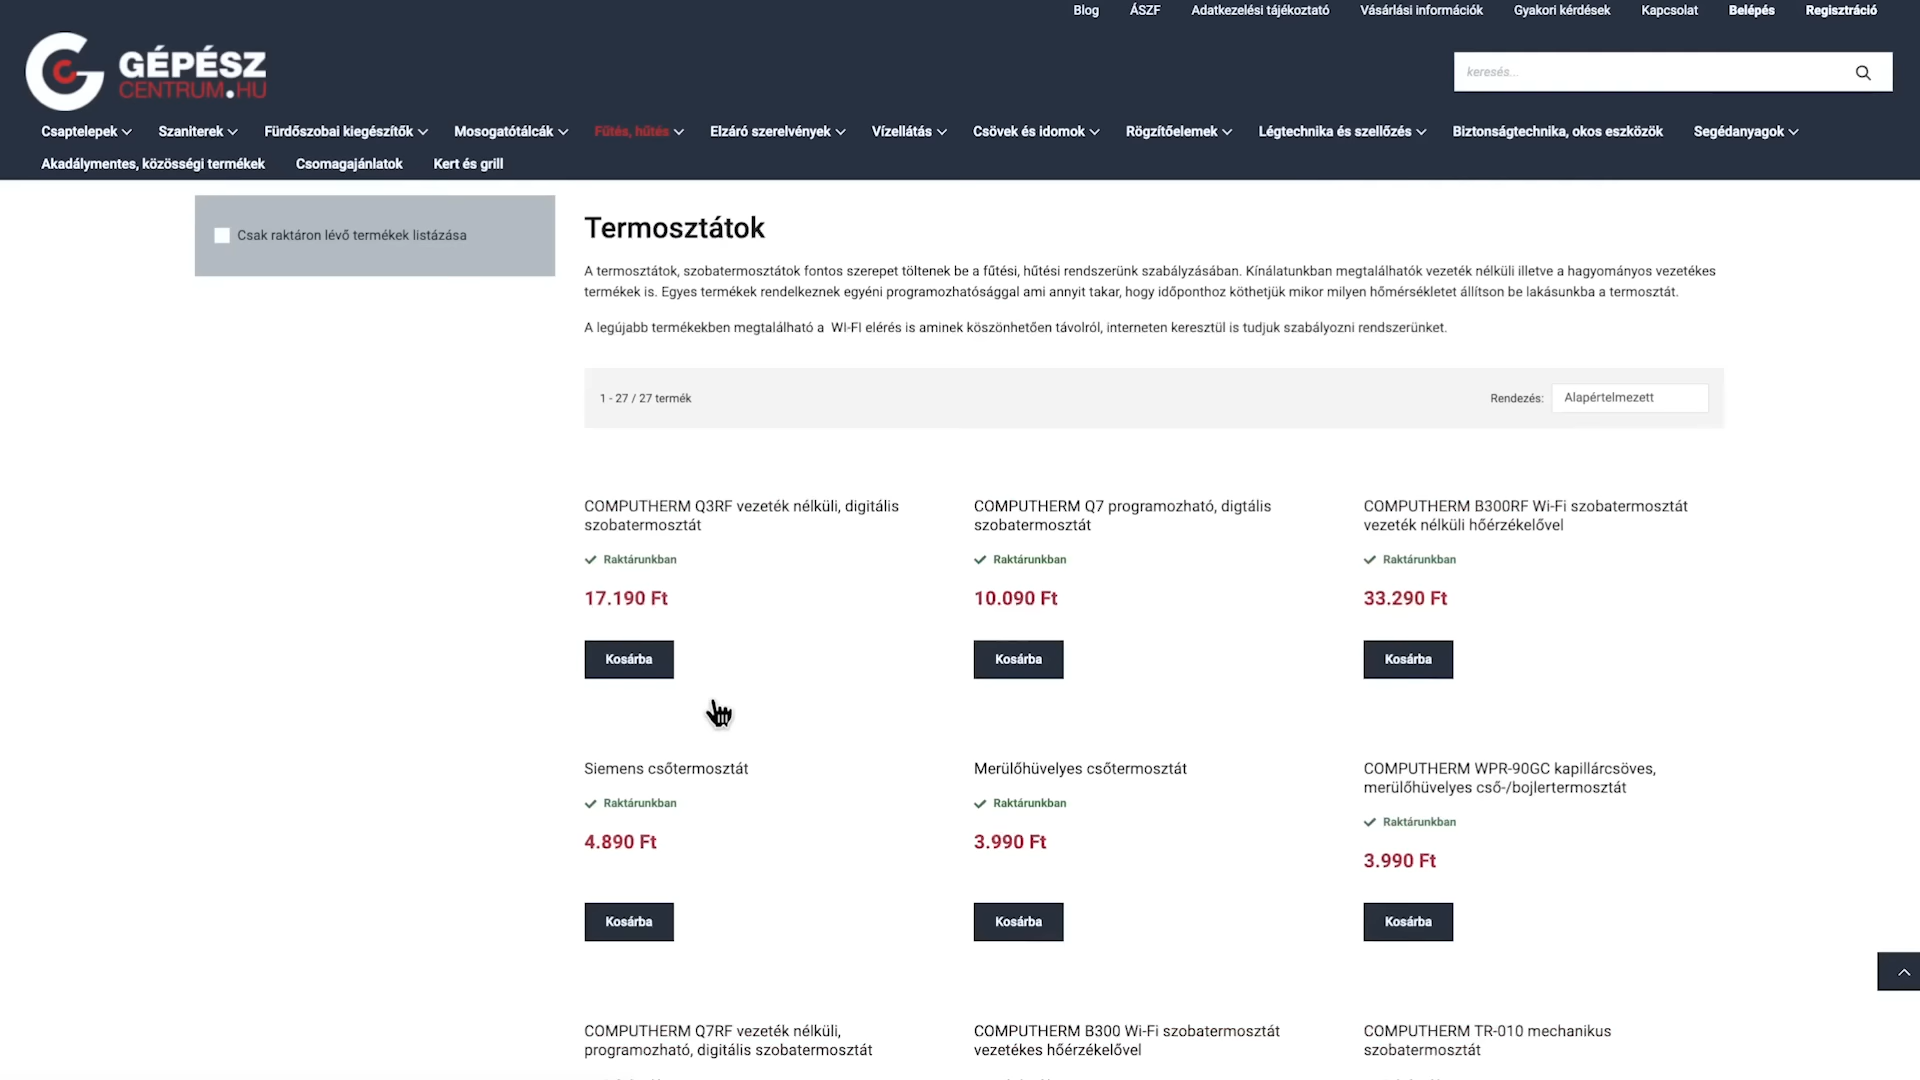 Blog ÁSZF Adatkezelési tájékoztató Vásárlási információk Gyakori kérdések Kapcsolat Belépés Regisztráció
GÉPÉSZ
CENTRUM.HU
keresés...
Csaptelepek Szaniterek Fürdőszobai kiegészítők Mosogatótálcák Fűtés, hűtés Elzáró szerelvények Vízellátás Csövek és idomok Rögzítőelemek Légtechnika és szellőzés Biztonságtechnika, okos eszközök Segédanyagok
Akadálymentes, közösségi termékek Csomagajánlatok Kert és grill
Csak raktáron lévő termékek listázása
Termosztátok
A termosztátok, szobatermosztátok fontos szerepet töltenek be a fűtési, hűtési rendszerünk szabályzásában. Kínálatunkban megtalálhatók vezeték nélküli illetve a hagyományos vezetékes
termékek is. Egyes termékek rendelkeznek egyéni programozhatósággal ami annyit takar, hogy időponthoz köthetjük mikor milyen hőmérsékletet állítson be lakásunkba a termosztát.
A legújabb termékekben megtalálható a WI-FI elérés is aminek köszönhetően távolról, interneten keresztül is tudjuk szabályozni rendszerünket.
1 - 27 / 27 termék Rendezés: Alapértelmezett
COMPUTHERM Q3RF vezeték nélküli, digitális
szobatermosztát
Raktárunkban
17.190 Ft
Kosárba
COMPUTHERM Q7 programozható, digtális
szobatermosztát
Raktárunkban
10.090 Ft
Kosárba
COMPUTHERM B300RF Wi-Fi szobatermosztát
vezeték nélküli hőérzékelővel
Raktárunkban
33.290 Ft
Kosárba
Siemens csőtermosztát
Raktárunkban
4.890 Ft
Kosárba
Merülőhüvelyes csőtermosztát
Raktárunkban
3.990 Ft
Kosárba
COMPUTHERM WPR-90GC kapillárcsöves,
merülőhüvelyes cső-/bojlertermosztát
Raktárunkban
3.990 Ft
Kosárba
COMPUTHERM Q7RF vezeték nélküli,
programozható, digitális szobatermosztát
COMPUTHERM B300 Wi-Fi szobatermosztát
vezetékes hőérzékelővel
COMPUTHERM TR-010 mechanikus
szobatermosztát